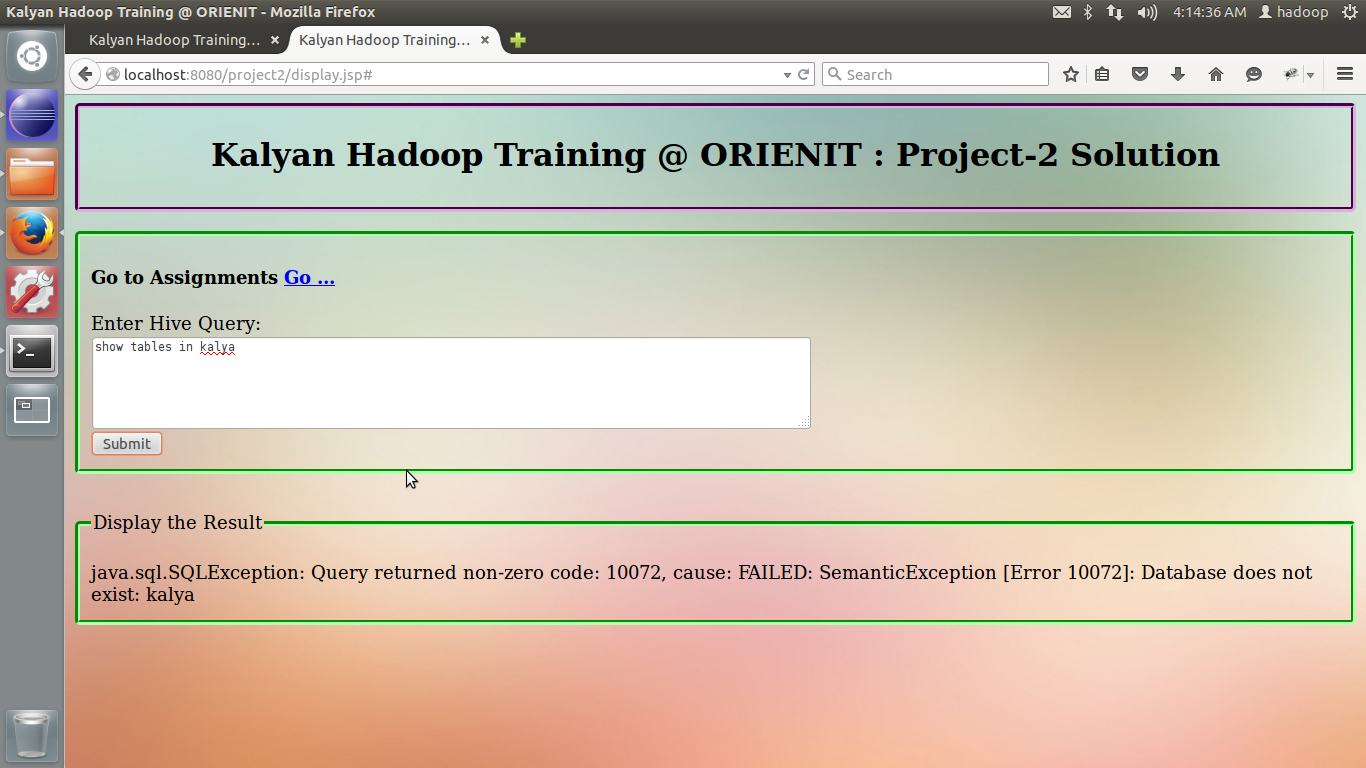 Kalyan Hadoop Training @ ORIENIT - Mozilla Firefox
4:14:36 AM
hadoop
Kalyan Hadoop Training...
Kalyan Hadoop Training...
localhost:8080/project2/display.jsp#
Search
Kalyan Hadoop Training @ ORIENIT : Project-2 Solution
Go to Assignments Go ...
Enter Hive Query:
show tables in kalya
Submit
Display the Result
java.sql.SQLException: Query returned non-zero code: 10072, cause: FAILED: SemanticException [Error 10072]: Database does not
exist: kalya